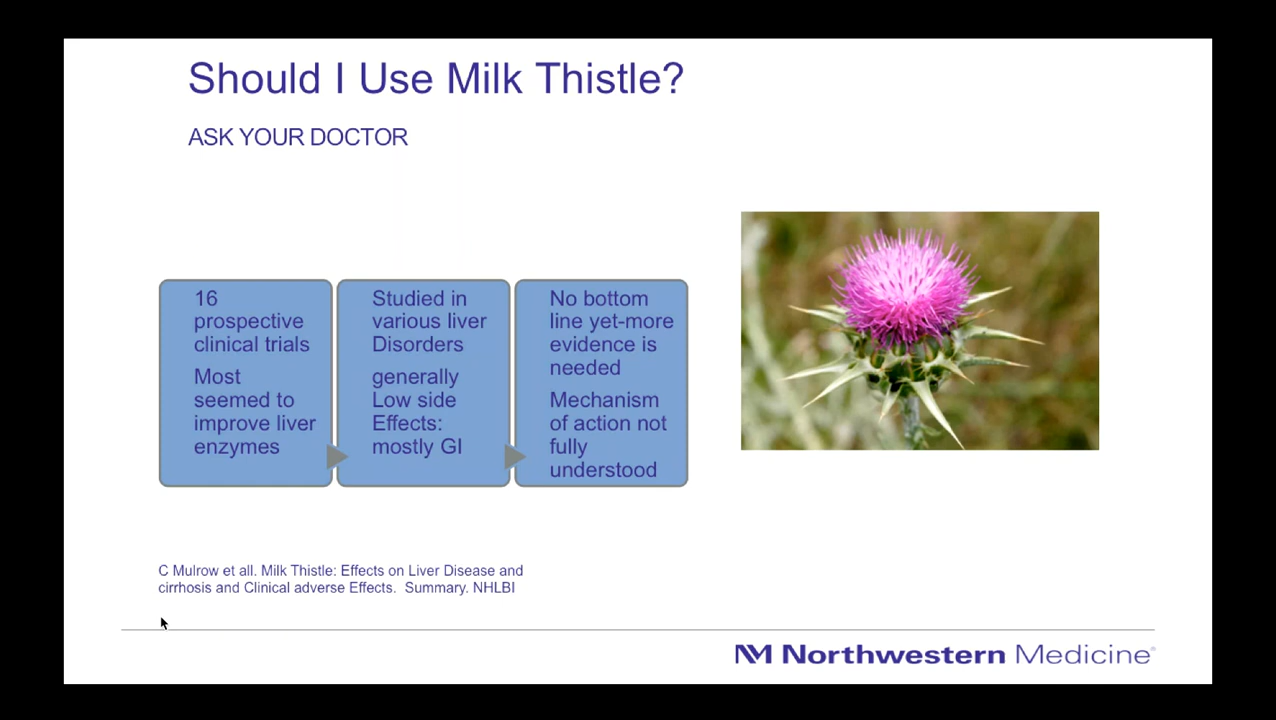 Should I Use Milk Thistle?
ASK YOUR DOCTOR
16
prospective
clinical trials
Most
seemed to
improve liver
enzymes
Studied in
various liver
Disorders
generally
Low side
Effects:
mostly GI
No bottom
line yet-more
evidence is
needed
Mechanism
of action not
fully
understood
C Mulrow et all. Milk Thistle: Effects on Liver Disease and
cirrhosis and Clinical adverse Effects. Summary. NHLBI
Northwestern Medicine